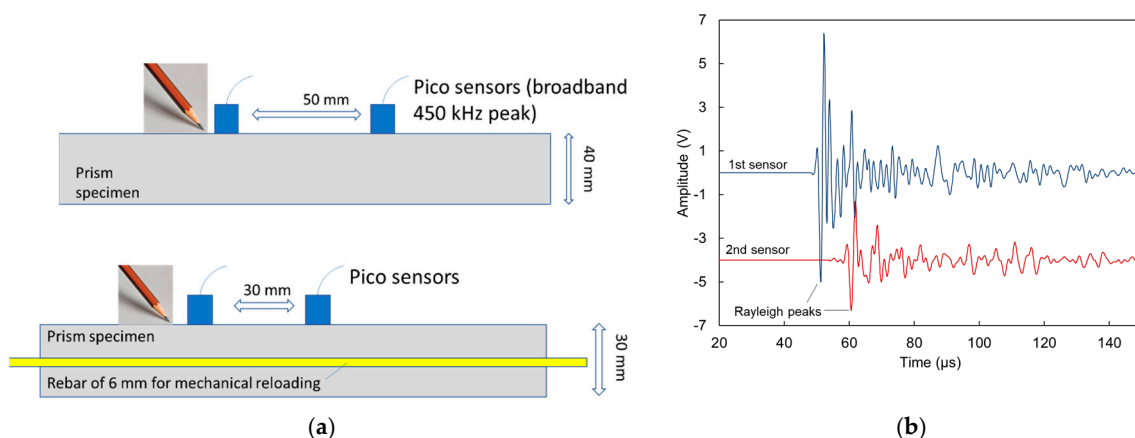 50 mm
Pico sensors (broadband
450 kHz peak)
40 mm
Prism
specimen
Pico sensors
30 mm
Prism specimen
30 mm
Rebar of 6 mm for mechanical reloading
(a)
7
5
3
1
-1
-3
-5
-7
Amplitude (V)
1st sensor
2nd sensor
Rayleigh peaks
20 40 60 80 100 120 140
Time (µs)
(b)